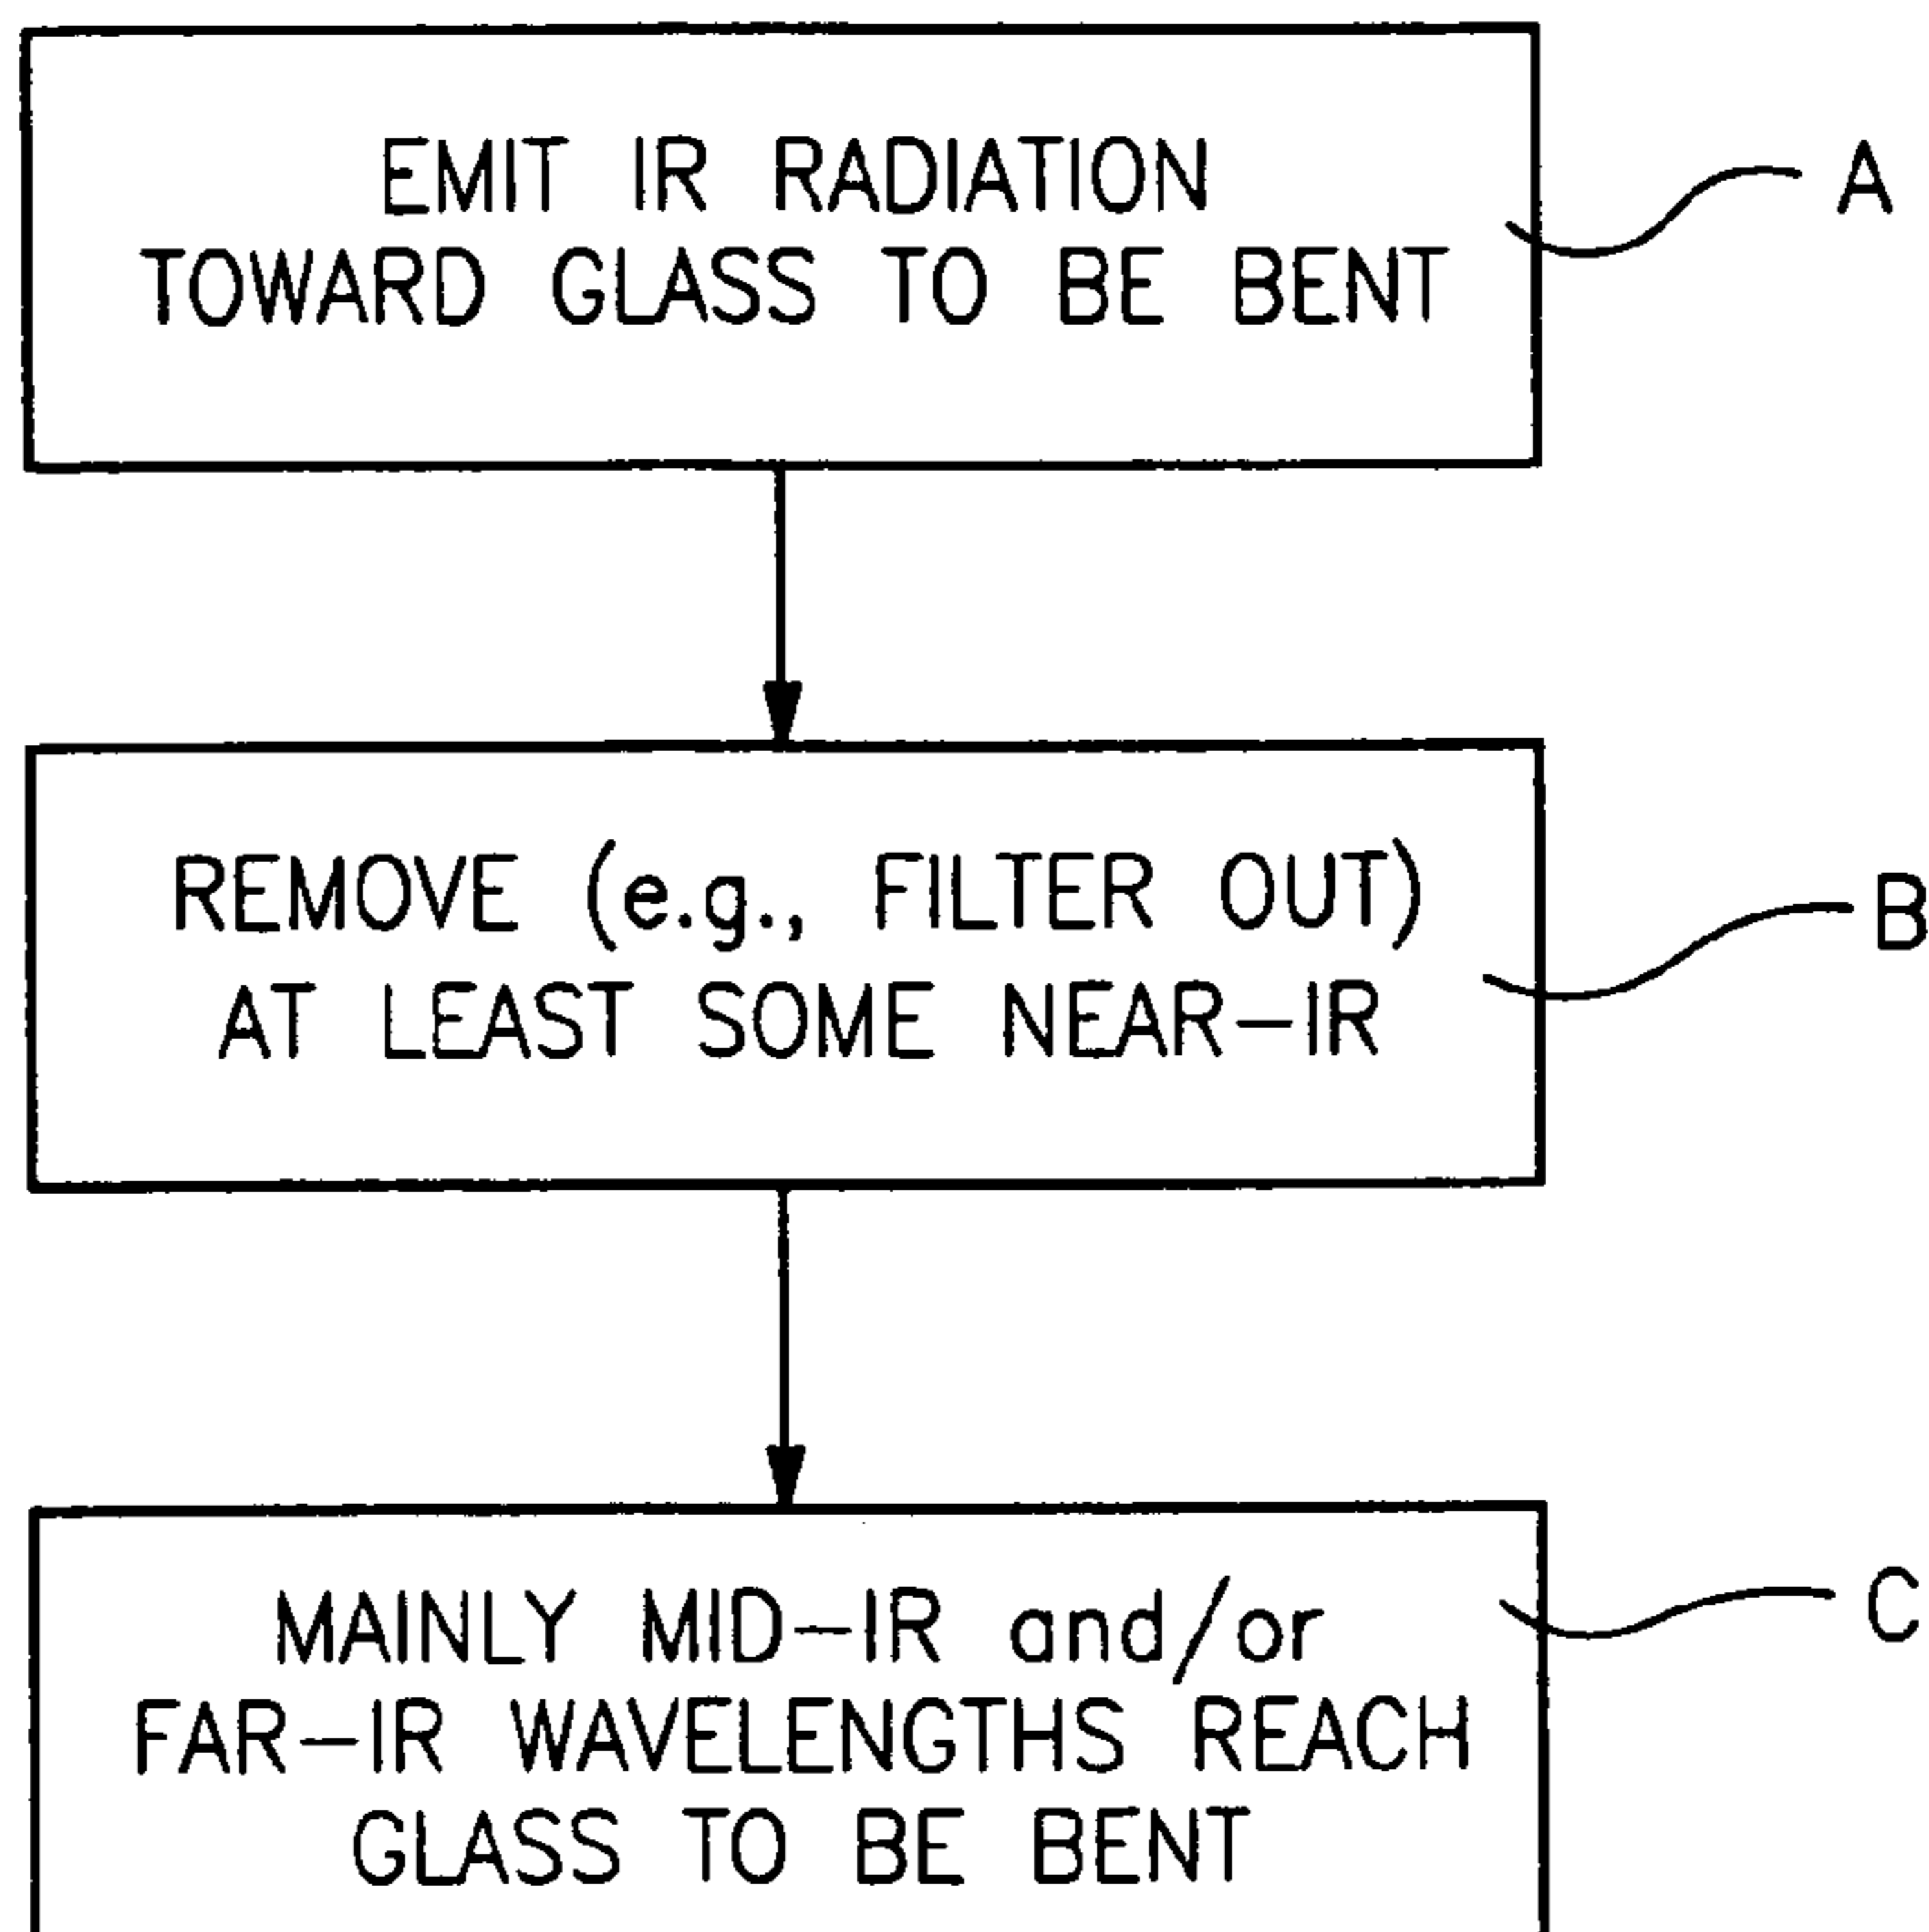 EMIT IR RADIATION
TOWARD GLASS TO BE BENT
A
REMOVE (e.g., FILTER OUT)
AT LEAST SOME NEAR-IR
B
MAINLY MID-IR and/or
FAR-IR WAVELENGTHS REACH
GLASS TO BE BENT
C